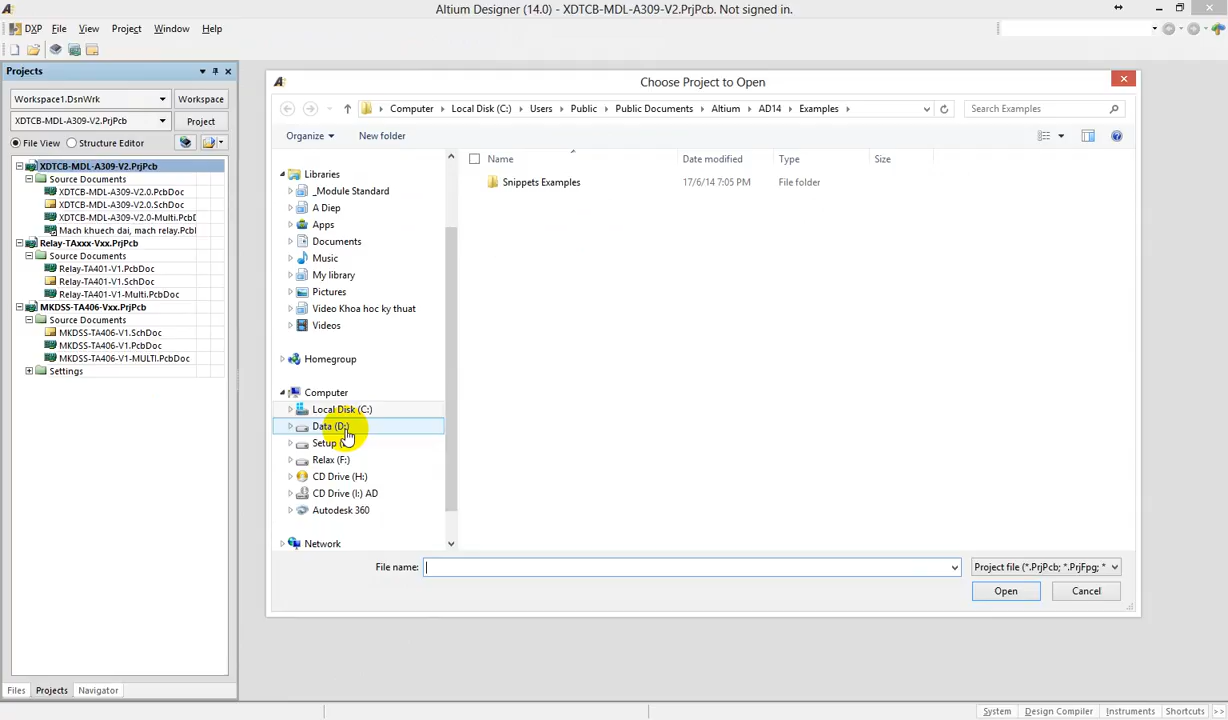 Altium Designer (14.0) - XDTCB-MDL-A309-V2.PrjPcb. Not signed in.
DXP File View Project Window Help
Projects
Workspace1.DsnWrk Workspace
XDTCB-MDL-A309-V2.PrjPcb Project
File View Structure Editor
XDTCB-MDL-A309-V2.PrjPcb
Source Documents
XDTCB-MDL-A309-V2.0.PcbDoc
XDTCB-MDL-A309-V2.0.SchDoc
XDTCB-MDL-A309-V2.0-Multi.PcbD
Mach khuech dai, mach relay.Pcbl
Relay-TAxxx-Vxx.PrjPcb
Source Documents
Relay-TA401-V1.PcbDoc
Relay-TA401-V1.SchDoc
Relay-TA401-V1-Multi.PcbDoc
MKDSS-TA406-Vxx.PrjPcb
Source Documents
MKDSS-TA406-V1.SchDoc
MKDSS-TA406-V1.PcbDoc
MKDSS-TA406-V1-MULTI.PcbDoc
Settings
Files Projects Navigator
Choose Project to Open
Computer Local Disk (C:) Users Public Public Documents Altium AD14 Examples
Search Examples
Organize New folder
Libraries
_Module Standard
A Diep
Apps
Documents
Music
My library
Pictures
Video Khoa hoc ky thuat
Videos
Homegroup
Computer
Local Disk (C:)
Data (D:)
Setup
Relax (F:)
CD Drive (H:)
CD Drive (I:) AD
Autodesk 360
Network
Name Date modified Type Size
Snippets Examples 17/6/14 7:05 PM File folder
File name:
Project file (*.PrjPcb; *.PrjFpg; *
Open Cancel
System Design Compiler Instruments Shortcuts >>